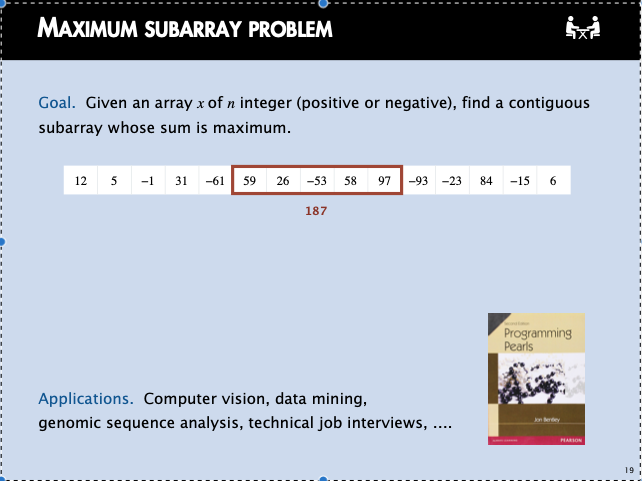 MAXIMUM SUBARRAY PROBLEM
Goal. Given an array x of n integer (positive or negative), find a contiguous
subarray whose sum is maximum.
12 5 −1 31 −61 59 26 −53 58 97 −93 −23 84 −15 6
187
Programming
Pearls
Jon Bentley
PEARSON
Applications. Computer vision, data mining,
genomic sequence analysis, technical job interviews, ....
19